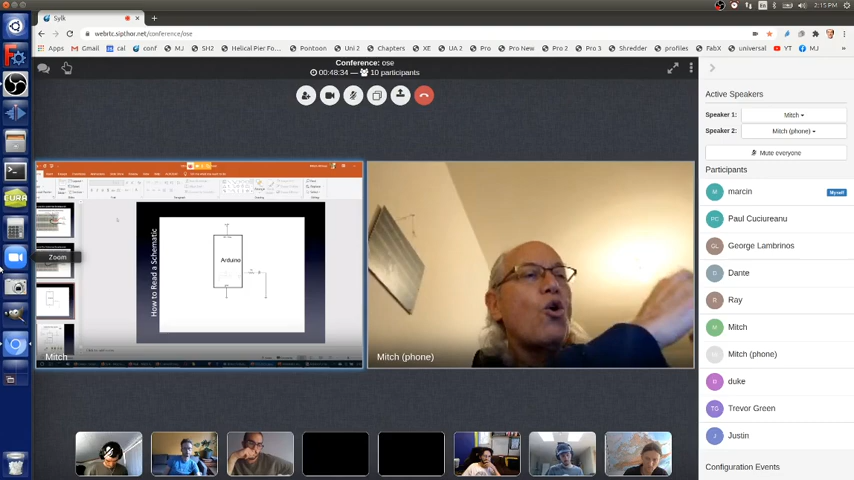 2:15 PM
Sylk
webrtc.sipthor.net/conference/ose
Apps
Gmail
cal
conf
MJ
SH2
Helical Pier Fo...
Pontoon
Uni 2
Chapters
XE
UA 2
Pro
Pro New
Pro 2
Pro 3
Shredder
profiles
FabX
universal
YT
MJ
Conference: ose
00:48:34 — 10 participants
Active Speakers
Speaker 1: Mitch
Speaker 2: Mitch (phone)
Mute everyone
Participants
marcin Myself
PC Paul Cuciureanu
GL George Lambrinos
Dante
Ray
Mitch
Mitch (phone)
duke
TG Trevor Green
Justin
Configuration Events
CURA
Zoom
How to Read a Schematic
Arduino
Mitch
Mitch (phone)